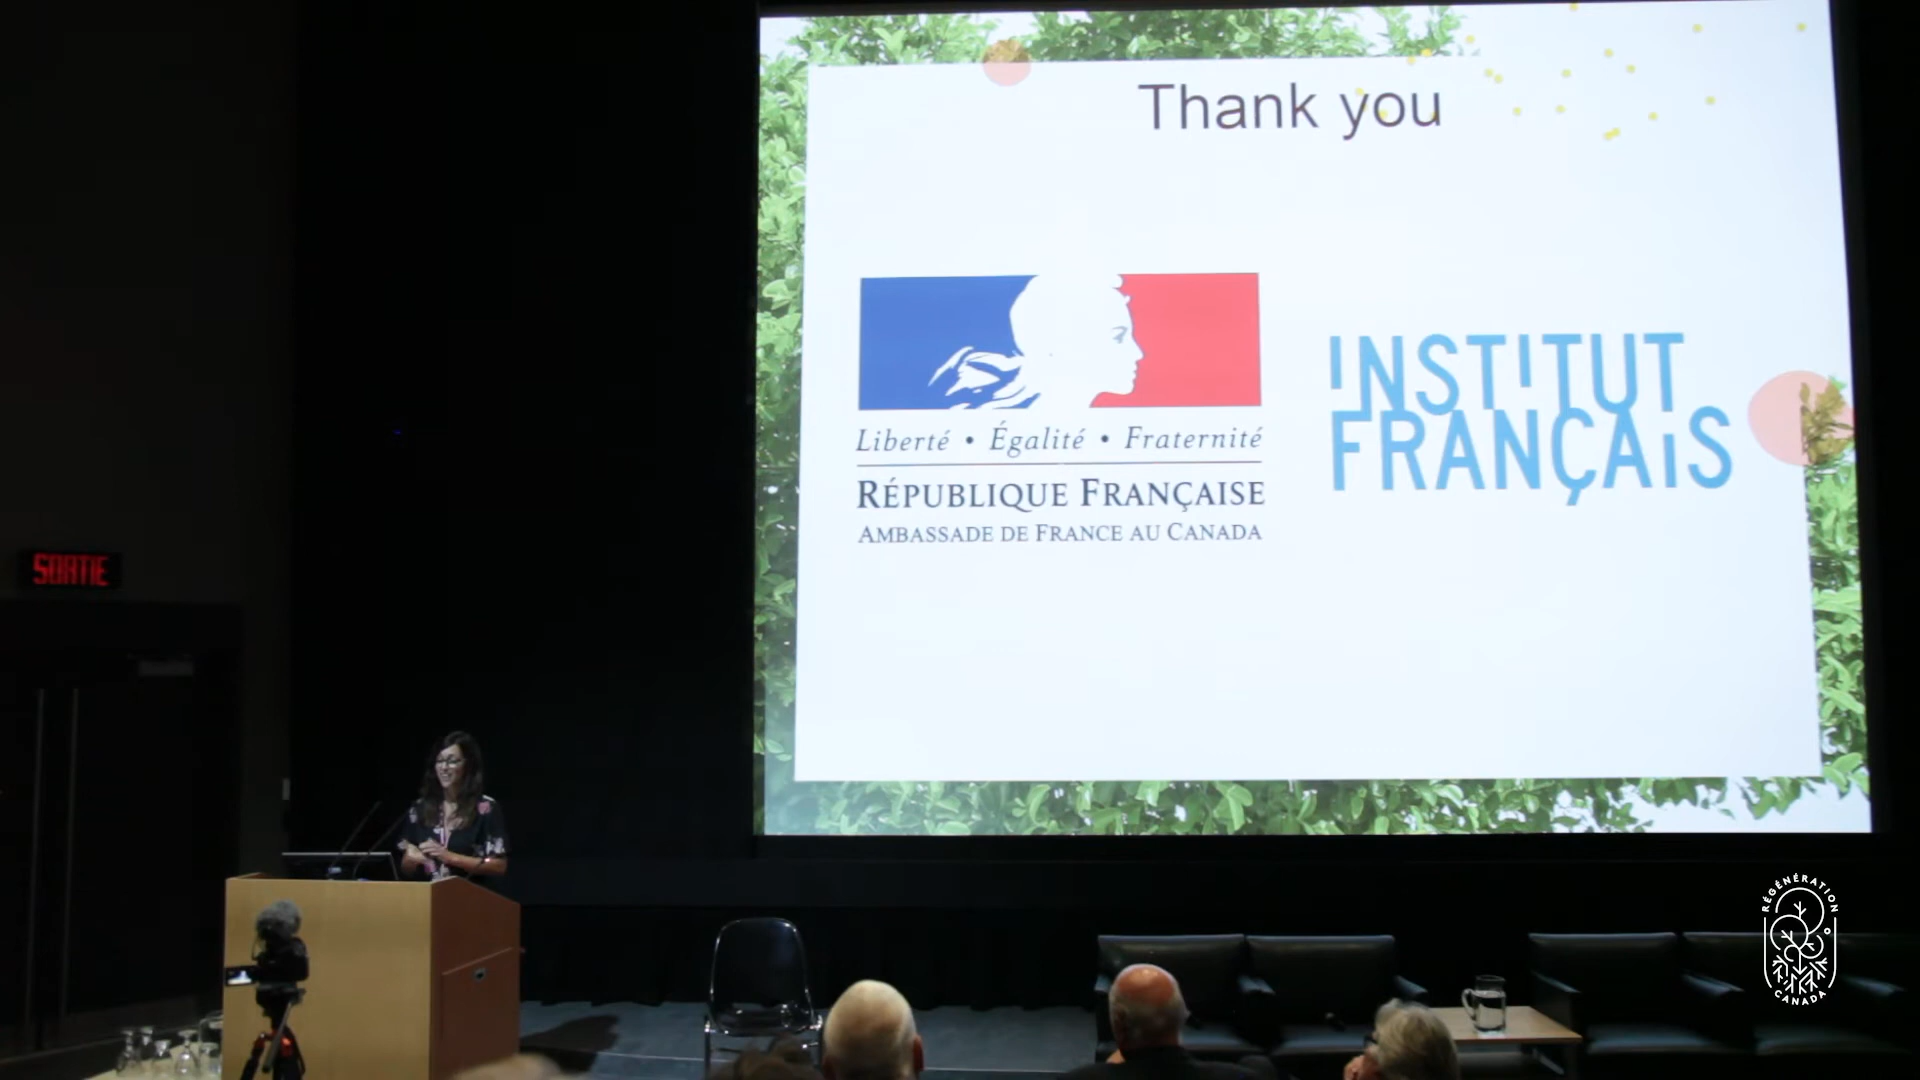 Thank you
Liberté • Égalité • Fraternité
RÉPUBLIQUE FRANÇAISE
AMBASSADE DE FRANCE AU CANADA
INSTITUT
FRANÇAIS
SORTIE
RÉGÉNÉRATION
CANADA